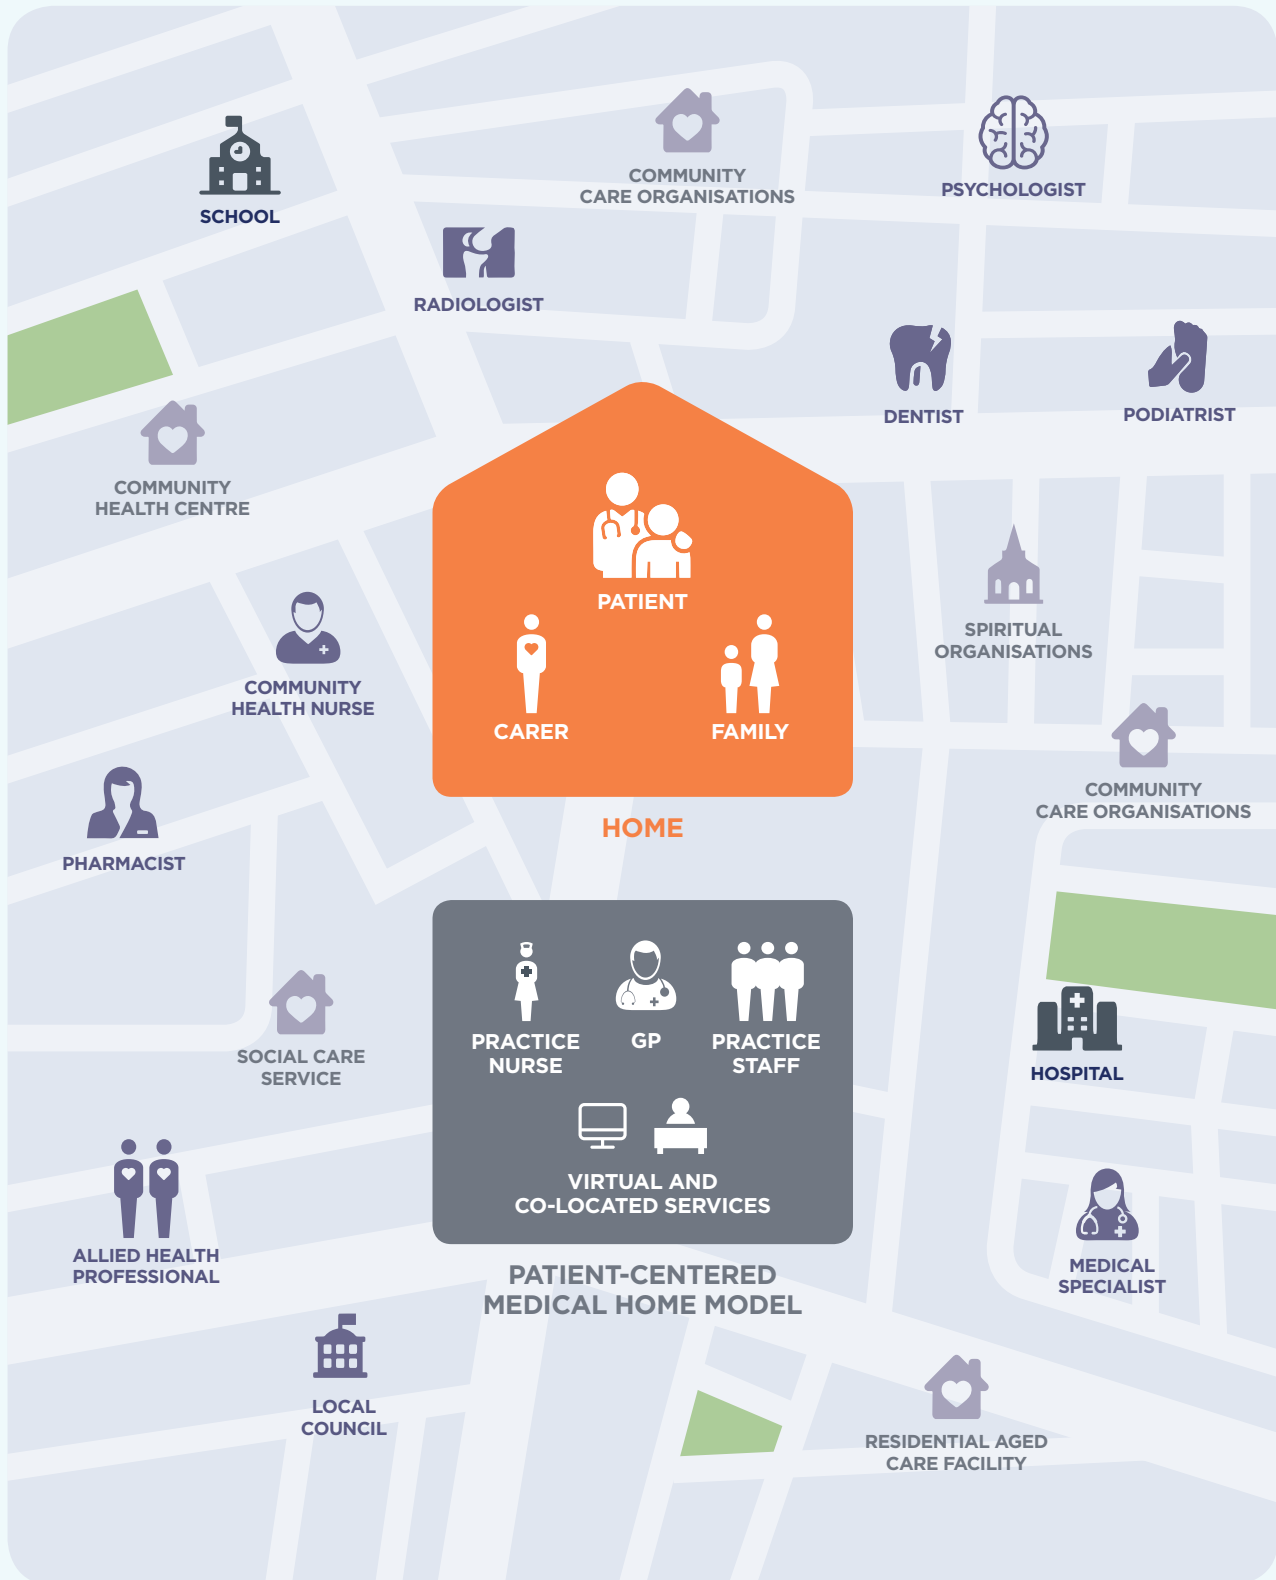 COMMUNITY
CARE ORGANISATIONS
PSYCHOLOGIST
SCHOOL
RADIOLOGIST
DENTIST
PODIATRIST
COMMUNITY
HEALTH CENTRE
PATIENT
SPIRITUAL
ORGANISATIONS
COMMUNITY
HEALTH NURSE
CARER
FAMILY
COMMUNITY
CARE ORGANISATIONS
HOME
PHARMACIST
PRACTICE
NURSE
GP
PRACTICE
STAFF
SOCIAL CARE
SERVICE
HOSPITAL
VIRTUAL AND
CO-LOCATED SERVICES
ALLIED HEALTH
PROFESSIONAL
MEDICAL
SPECIALIST
PATIENT-CENTERED
MEDICAL HOME MODEL
LOCAL
COUNCIL
RESIDENTIAL AGED
CARE FACILITY